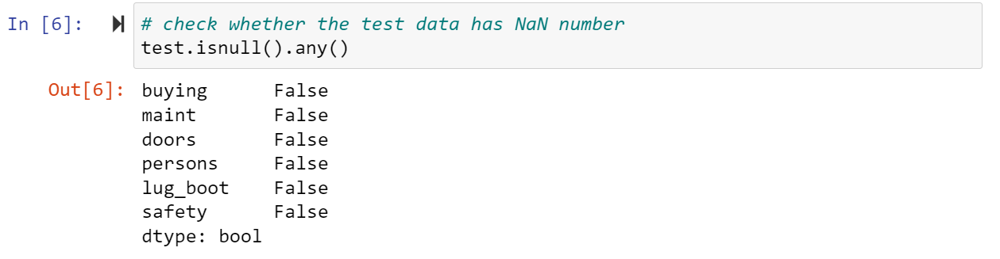 In [6]: # check whether the test data has NaN number
test.isnull().any()
Out[6]: buying      False
maint       False
doors       False
persons     False
lug_boot    False
safety      False
dtype: bool